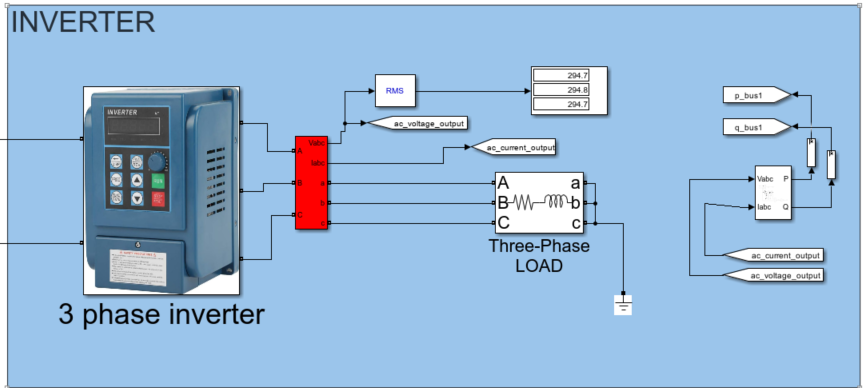 INVERTER
INVERTER
RMS
294.7
294.8
294.7
ac_voltage_output
ac_current_output
p_bus1
q_bus1
A
B
C
Vabc
Iabc
a
b
c
A
B
C
a
b
c
Three-Phase
LOAD
Vabc
P
Iabc
Q
ac_current_output
ac_voltage_output
3 phase inverter